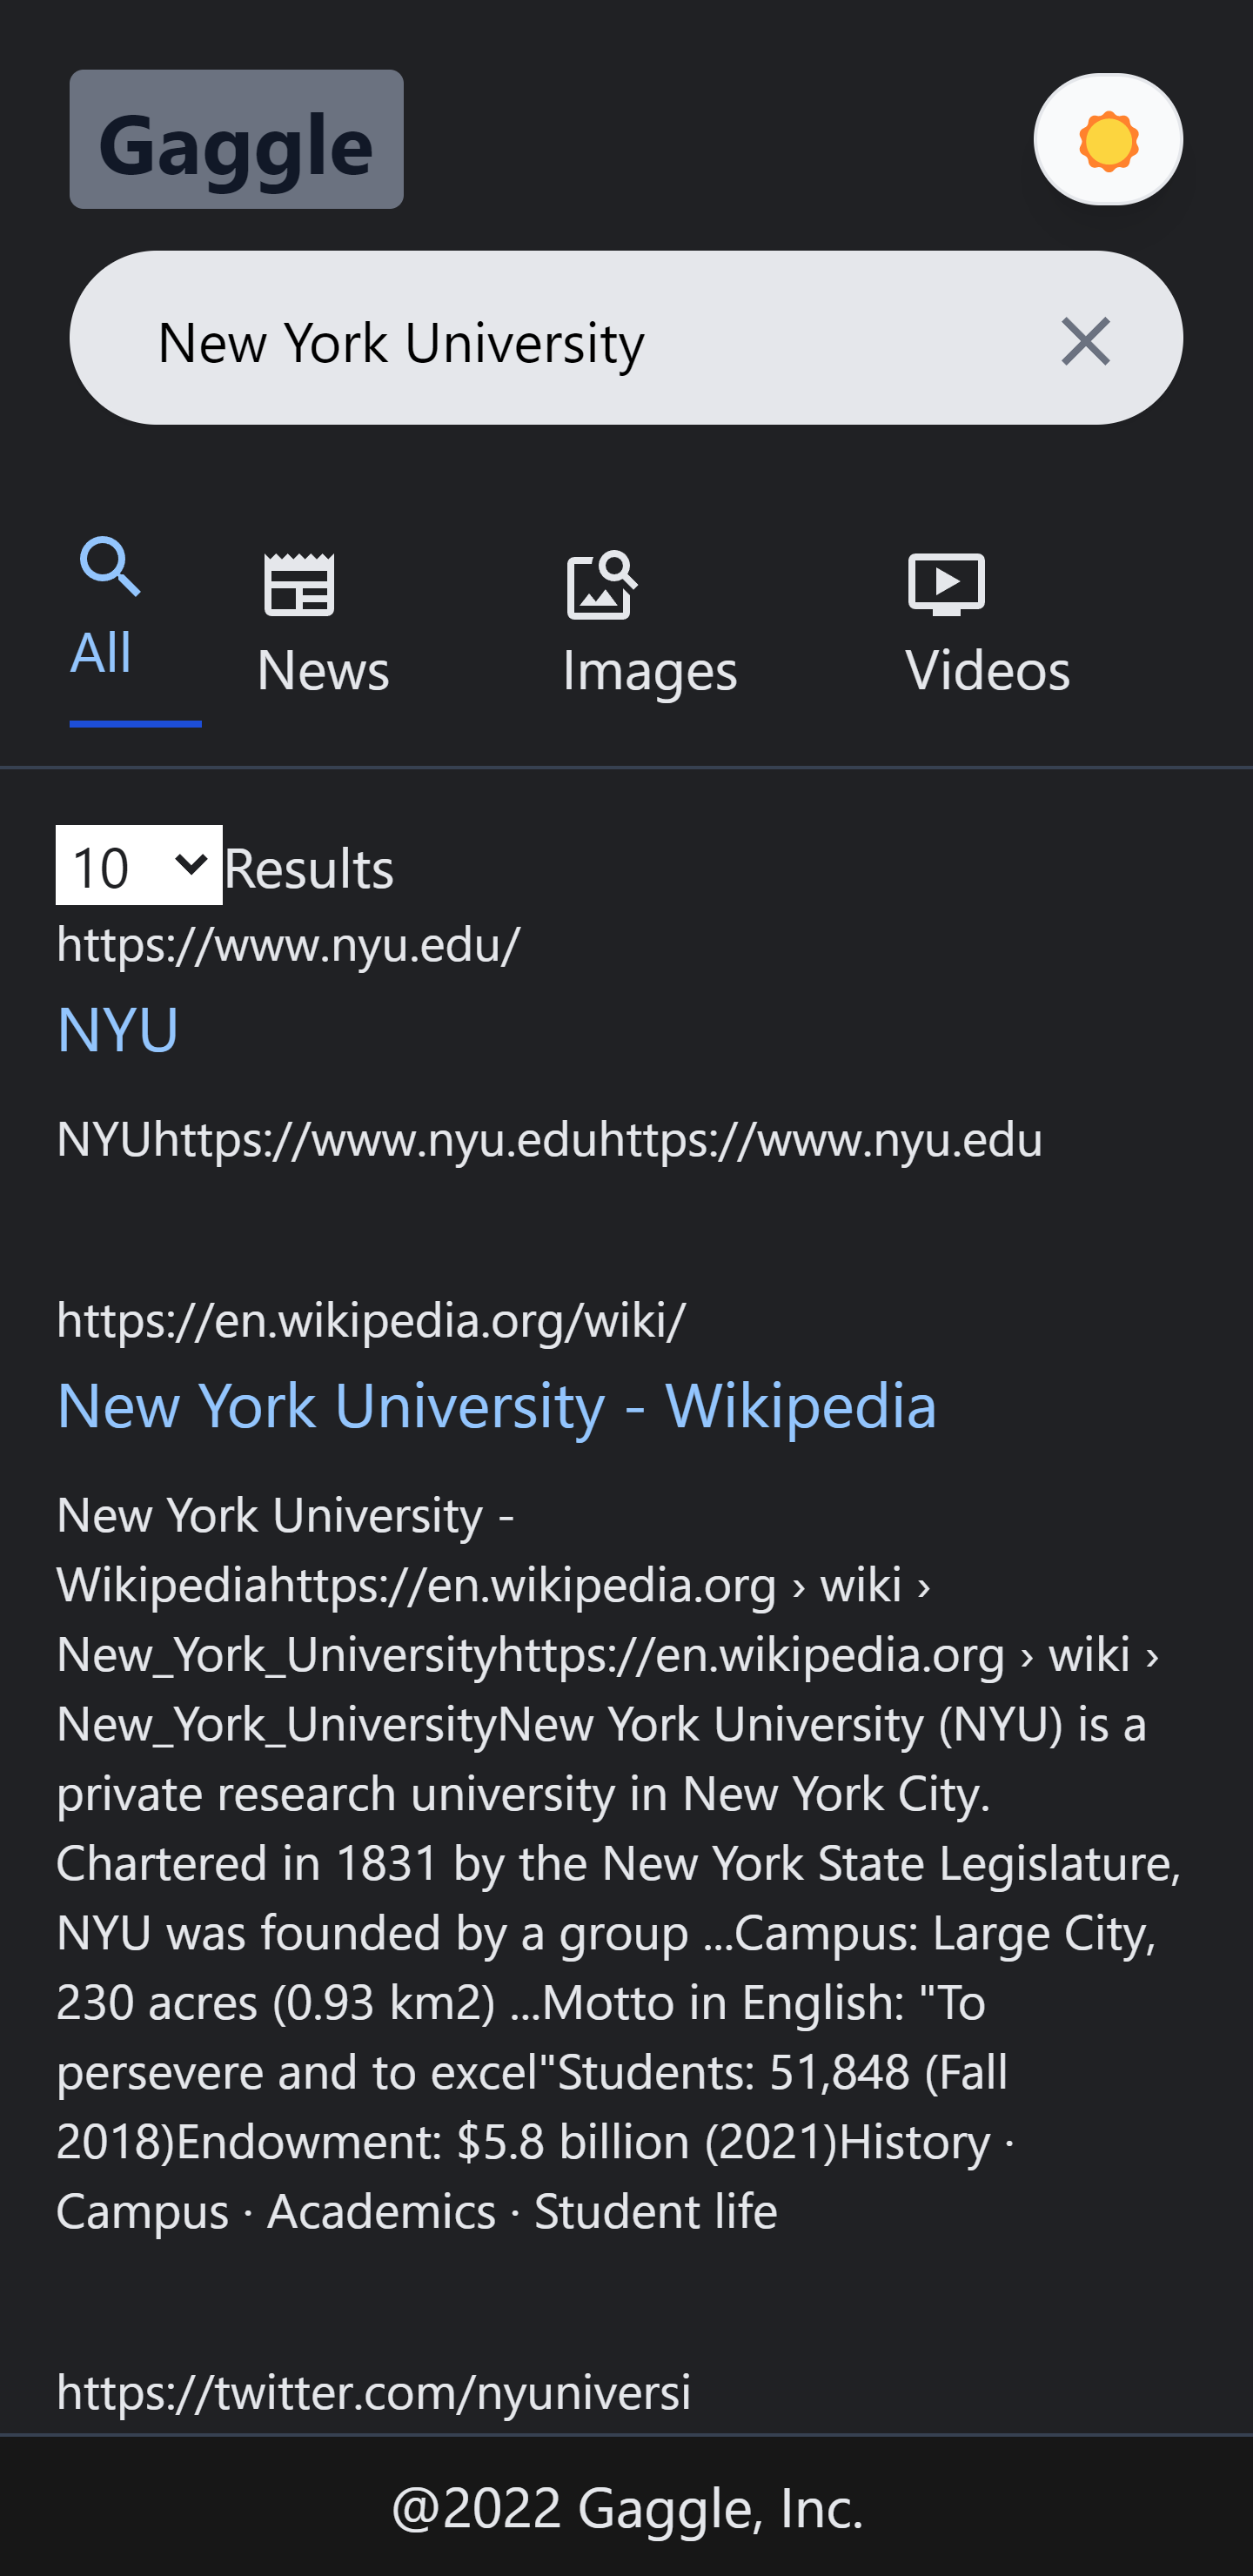 Gaggle
New York University
All
News
Images
Videos
10 Results
https://www.nyu.edu/
NYU
NYUhttps://www.nyu.eduhttps://www.nyu.edu
https://en.wikipedia.org/wiki/
New York University - Wikipedia
New York University -
Wikipediahttps://en.wikipedia.org › wiki ›
New_York_Universityhttps://en.wikipedia.org › wiki ›
New_York_UniversityNew York University (NYU) is a
private research university in New York City.
Chartered in 1831 by the New York State Legislature,
NYU was founded by a group ...Campus: Large City,
230 acres (0.93 km2) ...Motto in English: "To
persevere and to excel"Students: 51,848 (Fall
2018)Endowment: $5.8 billion (2021)History ·
Campus · Academics · Student life
https://twitter.com/nyuniversi
@2022 Gaggle, Inc.